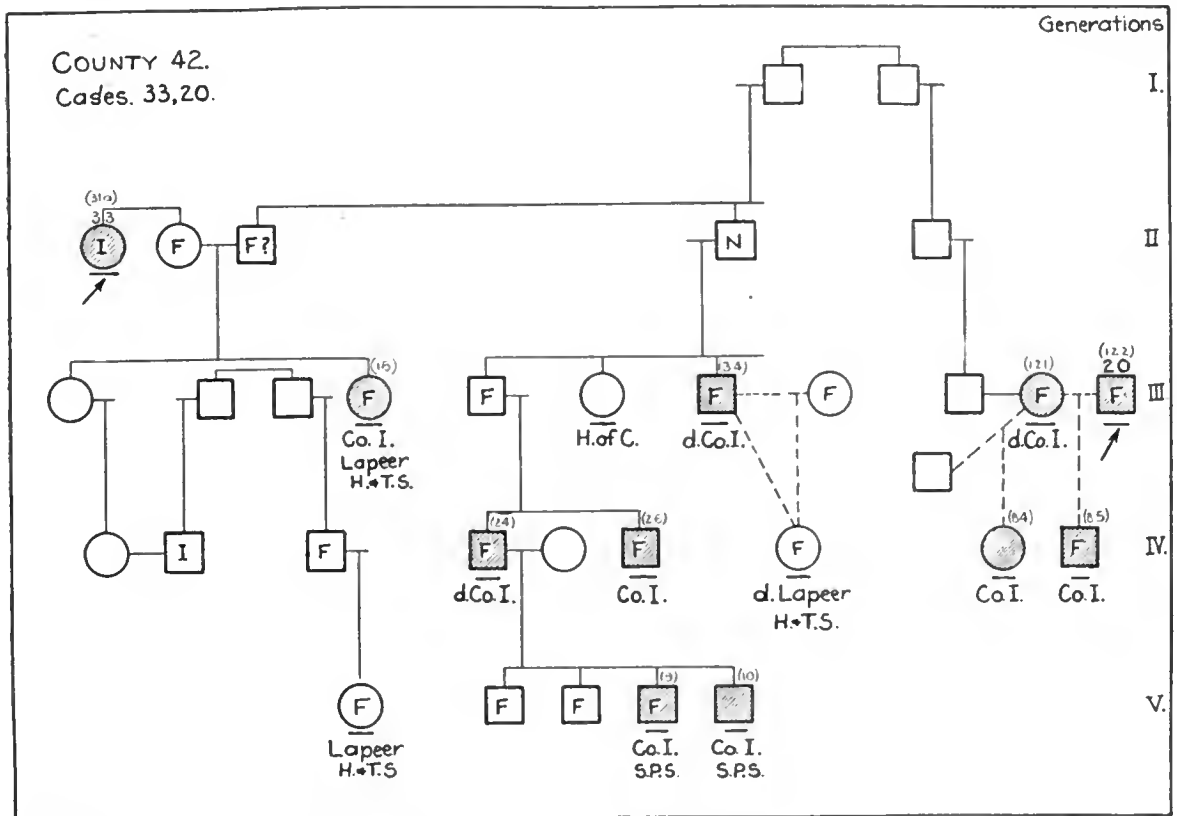 Generations
COUNTY 42.
Cases. 33,20.
I.
(31a)
33
I
F
F?
N
II
(15)
(34)
(121)
(122)
20
F
F
F
F
F
F
III
Co. I.
Lapeer
H.+T.S.
H. of C.
d.Co.I.
d.Co.I.
(24)
(26)
(84)
(85)
I
F
F
F
F
F
IV.
d.Co.I.
Co.I.
d.Lapeer
H.+T.S.
Co.I.
Co.I.
(9)
(10)
F
F
F
F
V.
Lapeer
H.+T.S
Co.I.
S.P.S.
Co.I.
S.P.S.